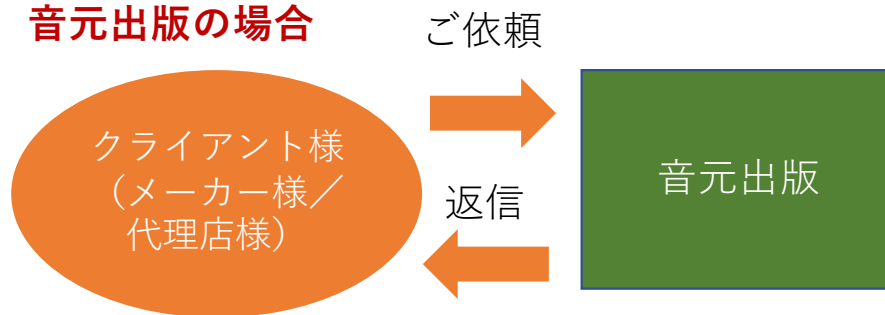 音元出版の場合
ご依頼
クライアント様
（メーカー様／
代理店様）
返信
音元出版